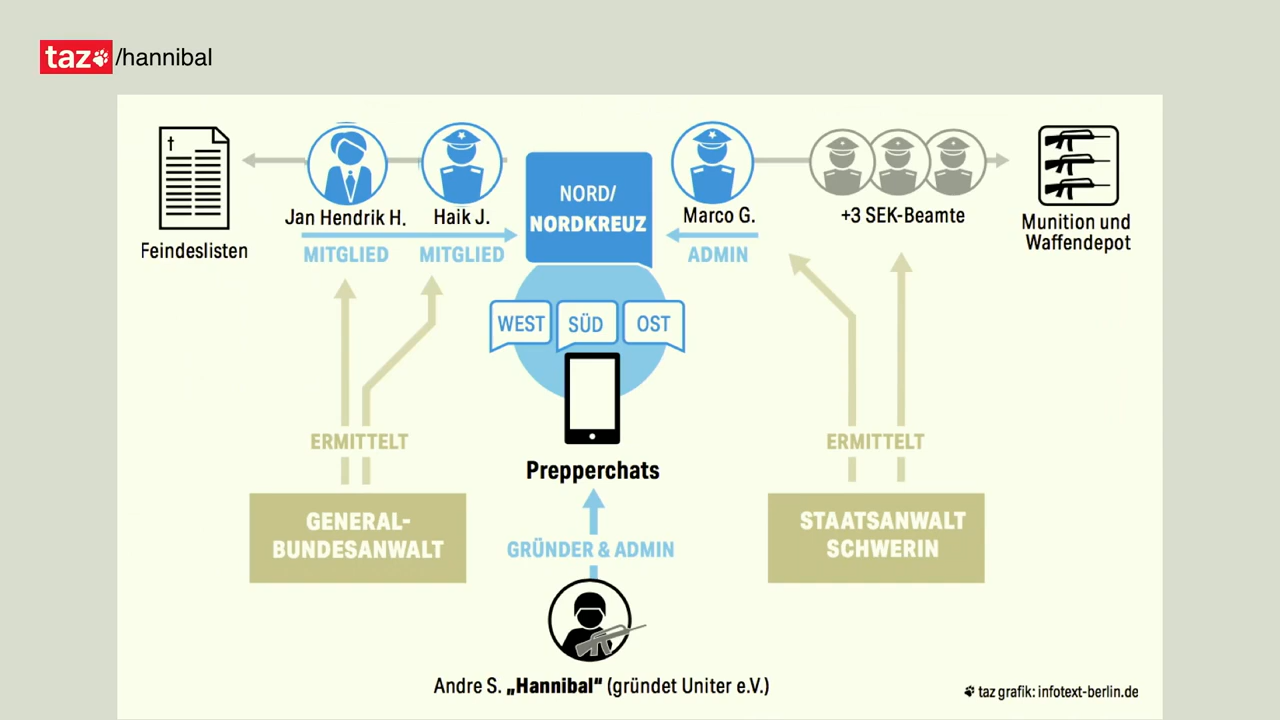 taz/hannibal
NORD/
NORDKREUZ
Jan Hendrik H.
Haik J.
Marco G.
+3 SEK-Beamte
Feindeslisten
Munition und
Waffendepot
MITGLIED
MITGLIED
ADMIN
WEST
SÜD
OST
ERMITTELT
ERMITTELT
Prepperchats
GENERAL-
BUNDESANWALT
STAATSANWALT
SCHWERIN
GRÜNDER & ADMIN
Andre S. „Hannibal“ (gründet Uniter e.V.)
taz grafik: infotext-berlin.de